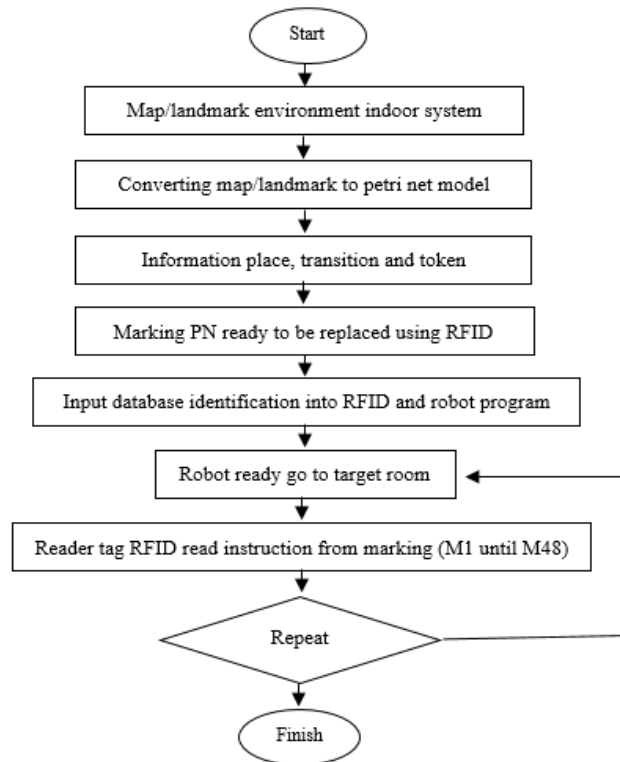 Start
Map/landmark environment indoor system
Converting map/landmark to petri net model
Information place, transition and token
Marking PN ready to be replaced using RFID
Input database identification into RFID and robot program
Robot ready go to target room
Reader tag RFID read instruction from marking (M1 until M48)
Repeat
Finish